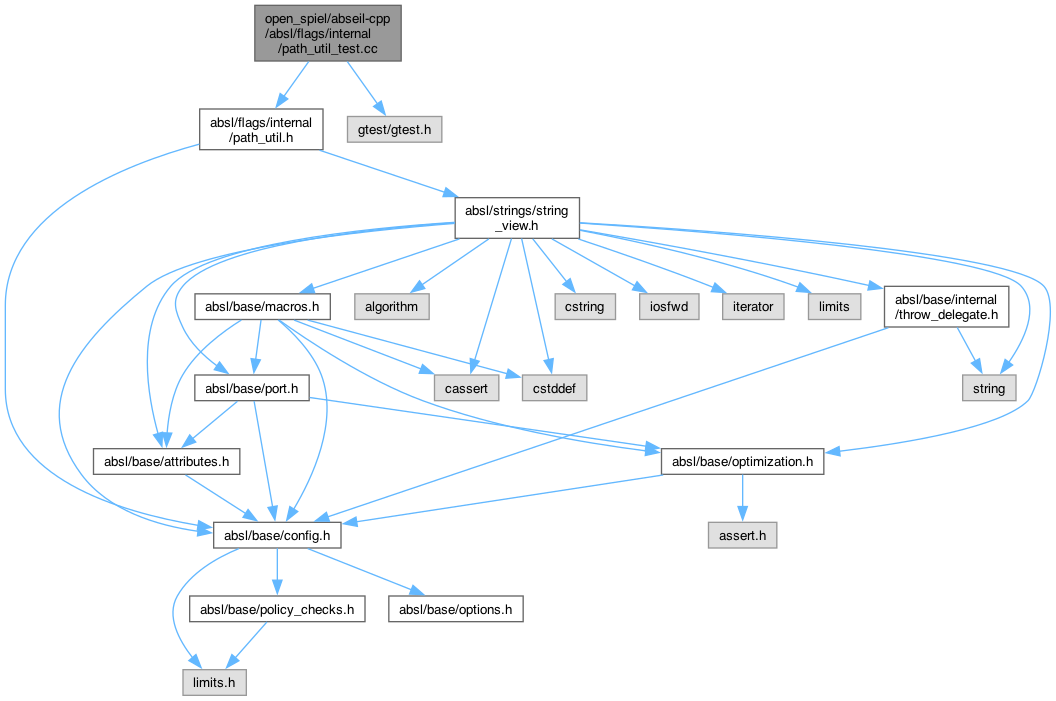 open_spiel/abseil-cpp
/absl/flags/internal
/path_util_test.cc
absl/flags/internal
/path_util.h
gtest/gtest.h
absl/strings/string
_view.h
absl/base/macros.h
algorithm
cstring
iosfwd
iterator
limits
absl/base/internal
/throw_delegate.h
absl/base/port.h
cassert
cstddef
string
absl/base/attributes.h
absl/base/optimization.h
absl/base/config.h
assert.h
absl/base/policy_checks.h
absl/base/options.h
limits.h